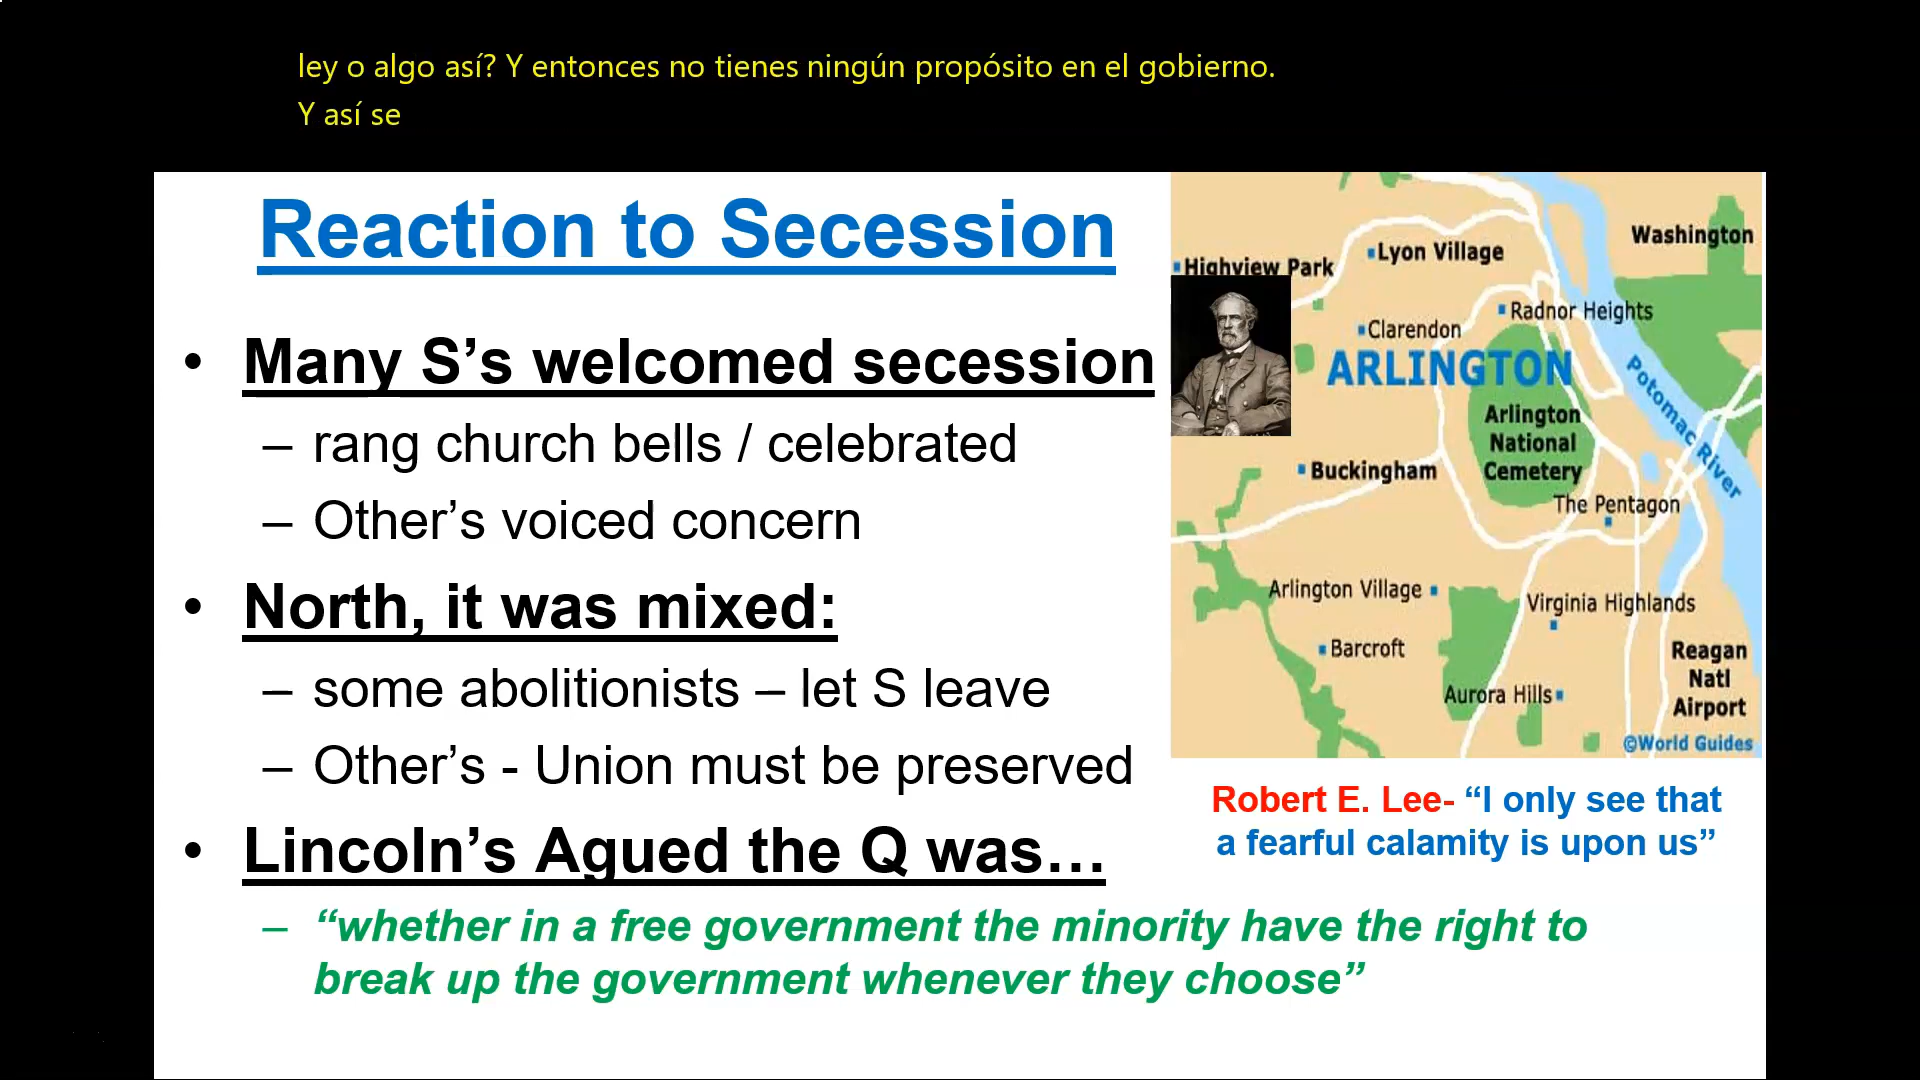 ley o algo así? Y entonces no tienes ningún propósito en el gobierno.
Y así se
Reaction to Secession
• Many S’s welcomed secession
– rang church bells / celebrated
– Other’s voiced concern
• North, it was mixed:
– some abolitionists – let S leave
– Other’s - Union must be preserved
• Lincoln’s Agued the Q was…
– “whether in a free government the minority have the right to
break up the government whenever they choose”
Washington
Lyon Village
Highview Park
Radnor Heights
Clarendon
ARLINGTON
Potomac River
Arlington
National
Cemetery
Buckingham
The Pentagon
Arlington Village
Virginia Highlands
Barcroft
Reagan
Natl
Airport
Aurora Hills
©World Guides
Robert E. Lee- “I only see that
a fearful calamity is upon us”